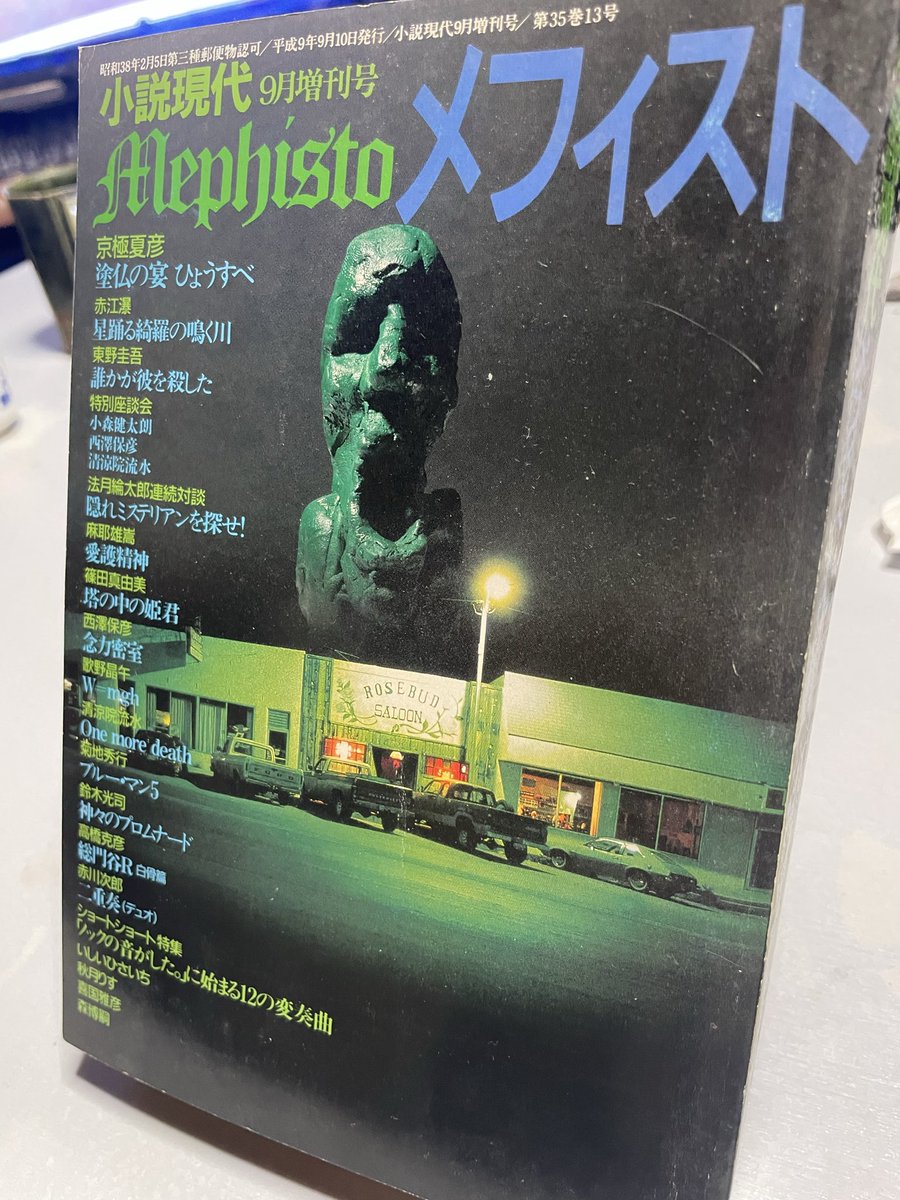 昭和38年2月5日第三種郵便物認可／平成9年9月10日発行／小説現代9月増刊号／第35巻13号
小説現代 9月増刊号
Mephisto メフィスト
京極夏彦
塗仏の宴 ひょうすべ
赤江瀑
星踊る綺羅の鳴く川
東野圭吾
誰かが彼を殺した
特別座談会
小森健太朗
西澤保彦
清涼院流水
法月綸太郎連続対談
隠れミステリアンを探せ!
麻耶雄嵩
愛護精神
篠田真由美
塔の中の姫君
西澤保彦
念力密室
歌野晶午
W=mgh
清涼院流水
One more death
菊地秀行
ブルー・マン5
鈴木光司
神々のプロムナード
高橋克彦
総門谷R 白骨篇
赤川次郎
二重奏(デュオ)
ショートショート特集
「ノックの音がした。」に始まる12の変奏曲
いしいひさいち
秋月りす
喜国雅彦
森博嗣
ROSEBUD
SALOON